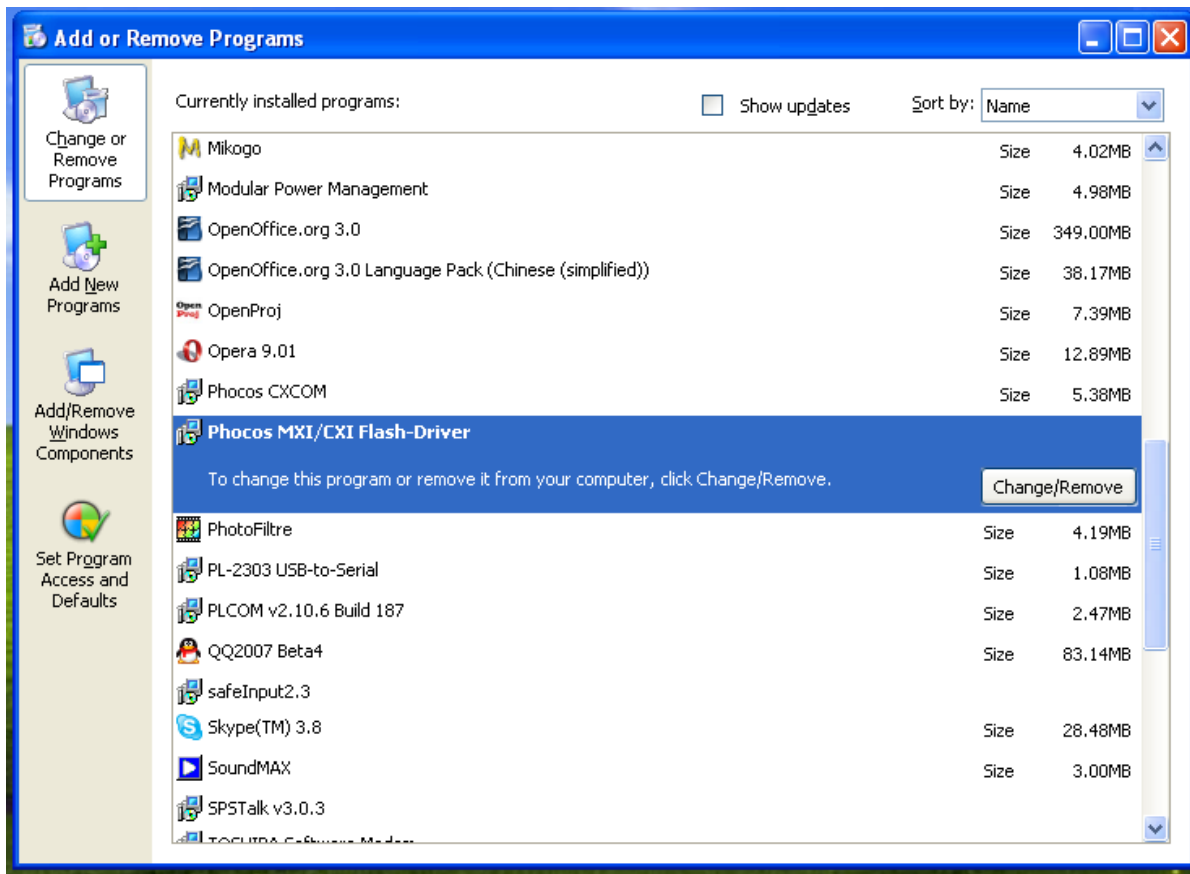 Add or Remove Programs
Change or
Remove
Programs
Add New
Programs
Add/Remove
Windows
Components
Set Program
Access and
Defaults
Currently installed programs:
Show updates
Sort by: Name
Mikogo Size 4.02MB
Modular Power Management Size 4.98MB
OpenOffice.org 3.0 Size 349.00MB
OpenOffice.org 3.0 Language Pack (Chinese (simplified)) Size 38.17MB
Open Proj OpenProj Size 7.39MB
Opera 9.01 Size 12.89MB
Phocos CXCOM Size 5.38MB
Phocos MXI/CXI Flash-Driver
To change this program or remove it from your computer, click Change/Remove. Change/Remove
PhotoFiltre Size 4.19MB
PL-2303 USB-to-Serial Size 1.08MB
PLCOM v2.10.6 Build 187 Size 2.47MB
QQ2007 Beta4 Size 83.14MB
safeInput2.3
Skype(TM) 3.8 Size 28.48MB
SoundMAX Size 3.00MB
SPSTalk v3.0.3
TOSHIBA Software Modem